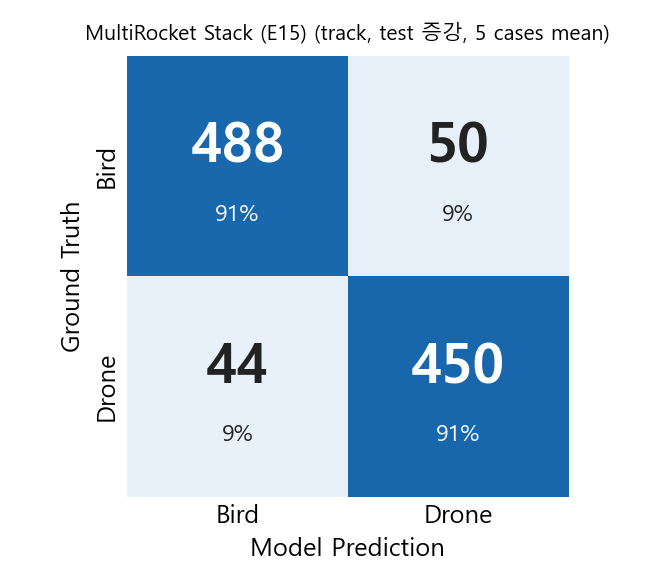 MultiRocket Stack (E15) (track, test 증강, 5 cases mean)
Ground Truth
Bird
488
50
91%
9%
Drone
44
450
9%
91%
Bird
Drone
Model Prediction